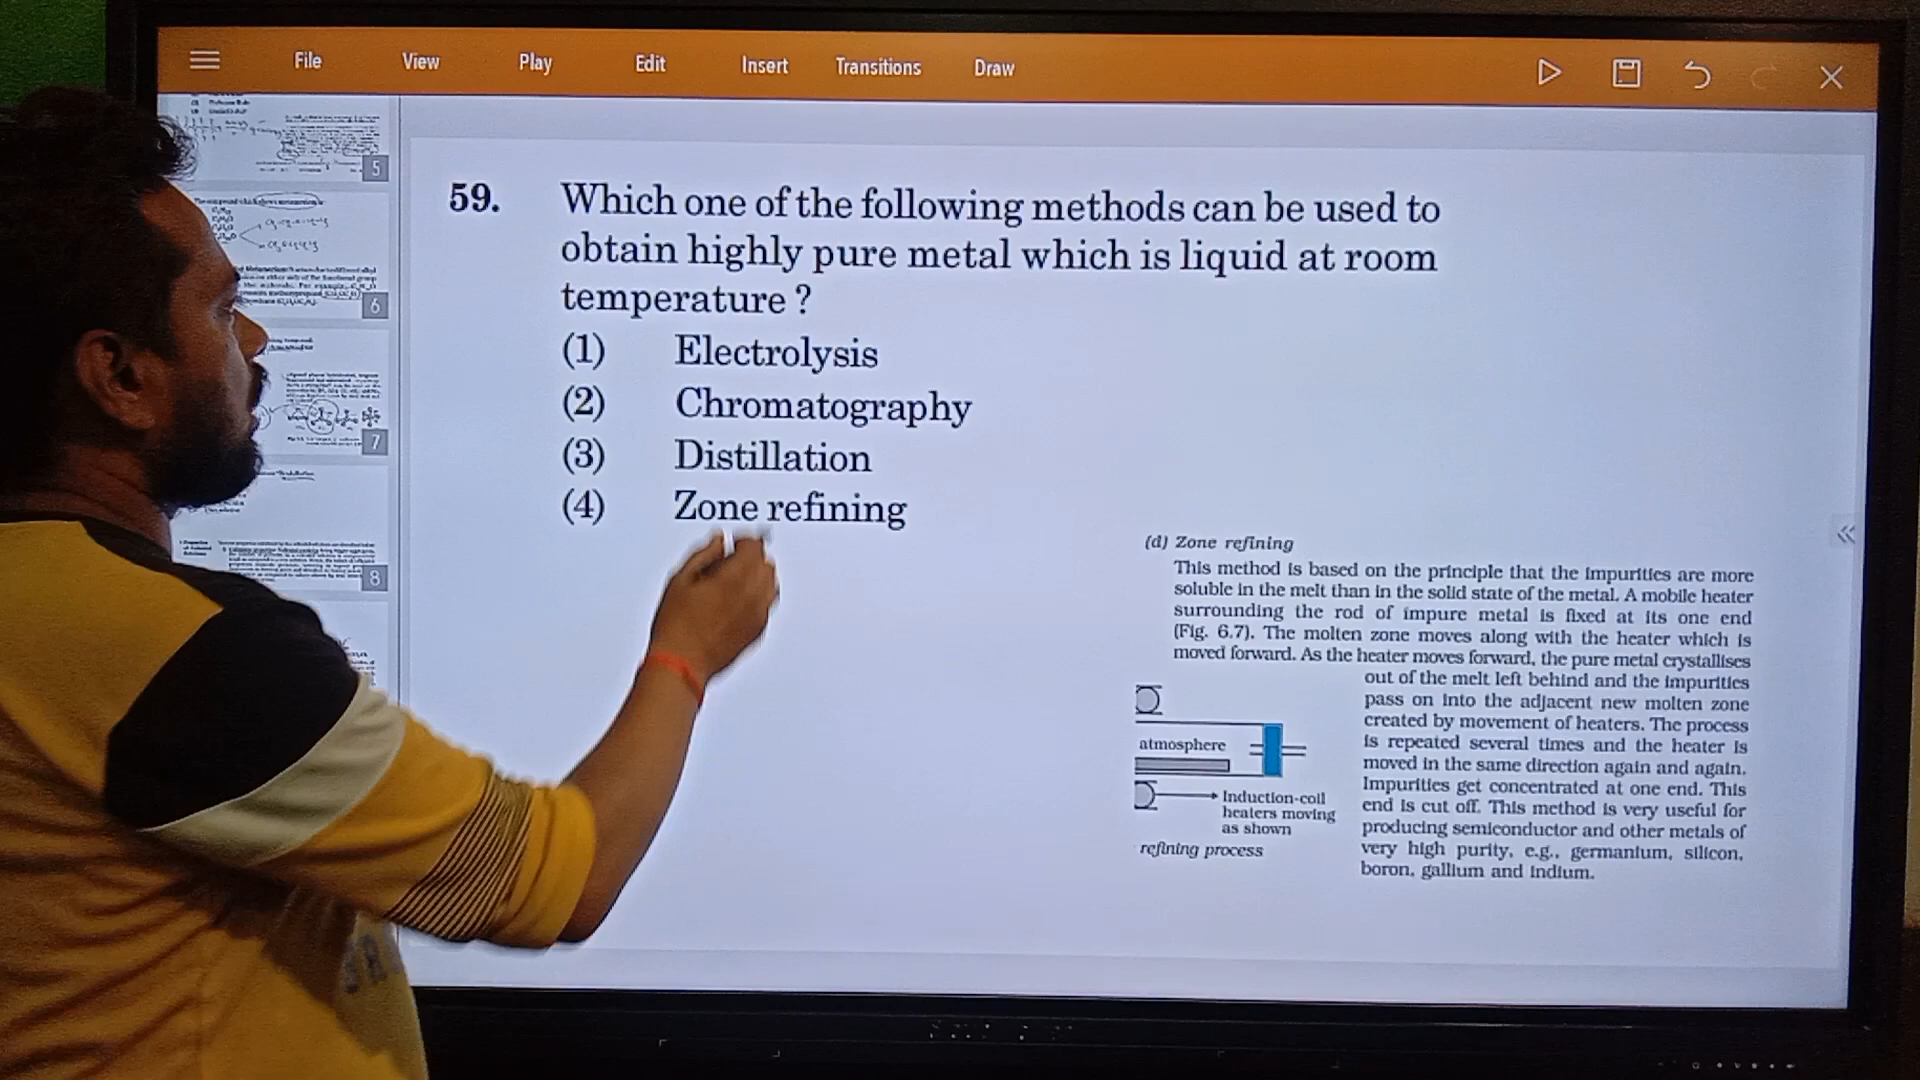 File View Play Edit Insert Transitions Draw
5
6
7
8
59. Which one of the following methods can be used to
obtain highly pure metal which is liquid at room
temperature ?
(1) Electrolysis
(2) Chromatography
(3) Distillation
(4) Zone refining
(d) Zone refining
This method is based on the principle that the impurities are more
soluble in the melt than in the solid state of the metal. A mobile heater
surrounding the rod of impure metal is fixed at its one end
(Fig. 6.7). The molten zone moves along with the heater which is
moved forward. As the heater moves forward, the pure metal crystallises
out of the melt left behind and the impurities
pass on into the adjacent new molten zone
created by movement of heaters. The process
is repeated several times and the heater is
moved in the same direction again and again.
Impurities get concentrated at one end. This
end is cut off. This method is very useful for
producing semiconductor and other metals of
very high purity, e.g., germanium, silicon,
boron, gallium and indium.
atmosphere
Induction-coil
heaters moving
as shown
refining process